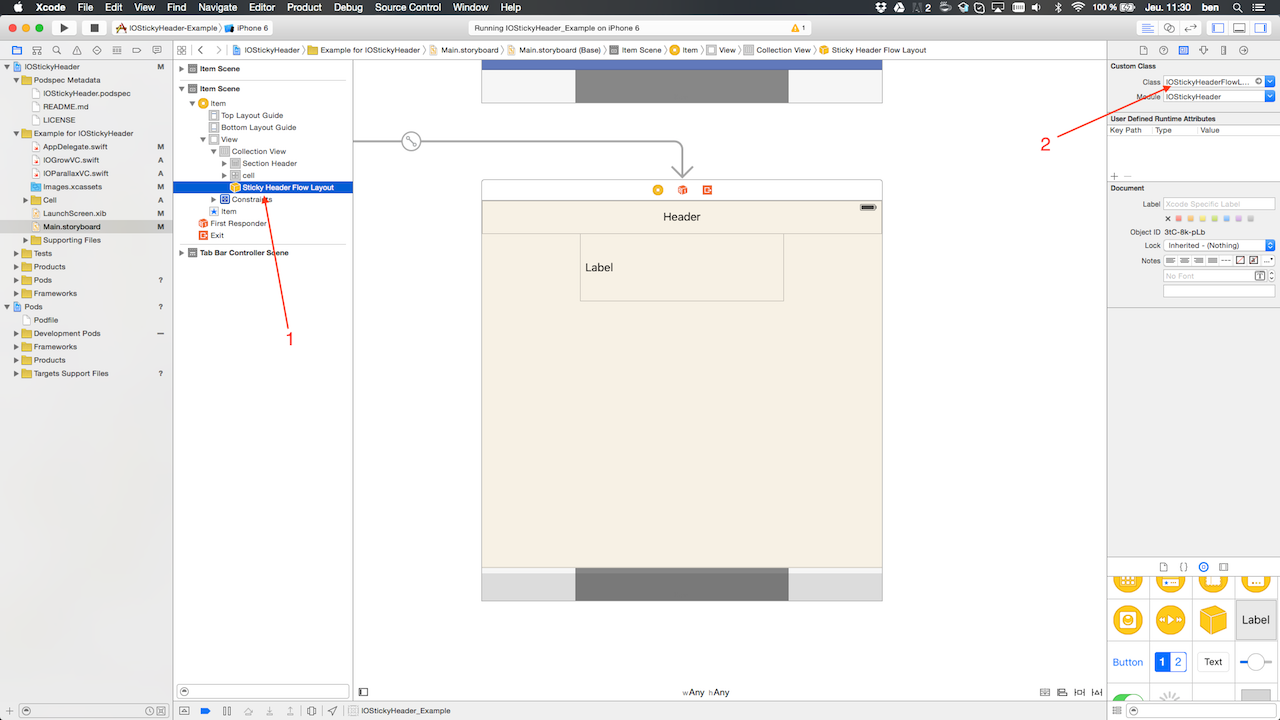 Xcode File Edit View Find Navigate Editor Product Debug Source Control Window Help 100 % Jeu. 11:30 ben
IOStickyHeader-Example iPhone 6 Running IOStickyHeader_Example on iPhone 6 1
IOStickyHeader Example for IOStickyHeader Main.storyboard Main.storyboard (Base) Item Scene Item View Collection View Sticky Header Flow Layout
IOStickyHeader M
Podspec Metadata
IOStickyHeader.podspec
README.md
LICENSE
Example for IOStickyHeader
AppDelegate.swift M
IOGrowVC.swift A
IOParallaxVC.swift A
Images.xcassets M
Cell A
LaunchScreen.xib M
Main.storyboard M
Supporting Files
Tests
Products
Pods ?
Frameworks
Pods ?
Podfile
Development Pods
Frameworks
Products
Targets Support Files ?
Item Scene
Item Scene
Item
Top Layout Guide
Bottom Layout Guide
View
Collection View
Section Header
cell
Sticky Header Flow Layout
Constraints
Item
First Responder
Exit
Tab Bar Controller Scene
1
Header
Label
wAny hAny
IOStickyHeader_Example
Custom Class
Class IOStickyHeaderFlowL...
Module IOStickyHeader
2
User Defined Runtime Attributes
Key Path Type Value
Document
Label Xcode Specific Label
Object ID 3tC-8k-pLb
Lock Inherited - (Nothing)
Notes
No Font
Label
Button 1 2 Text